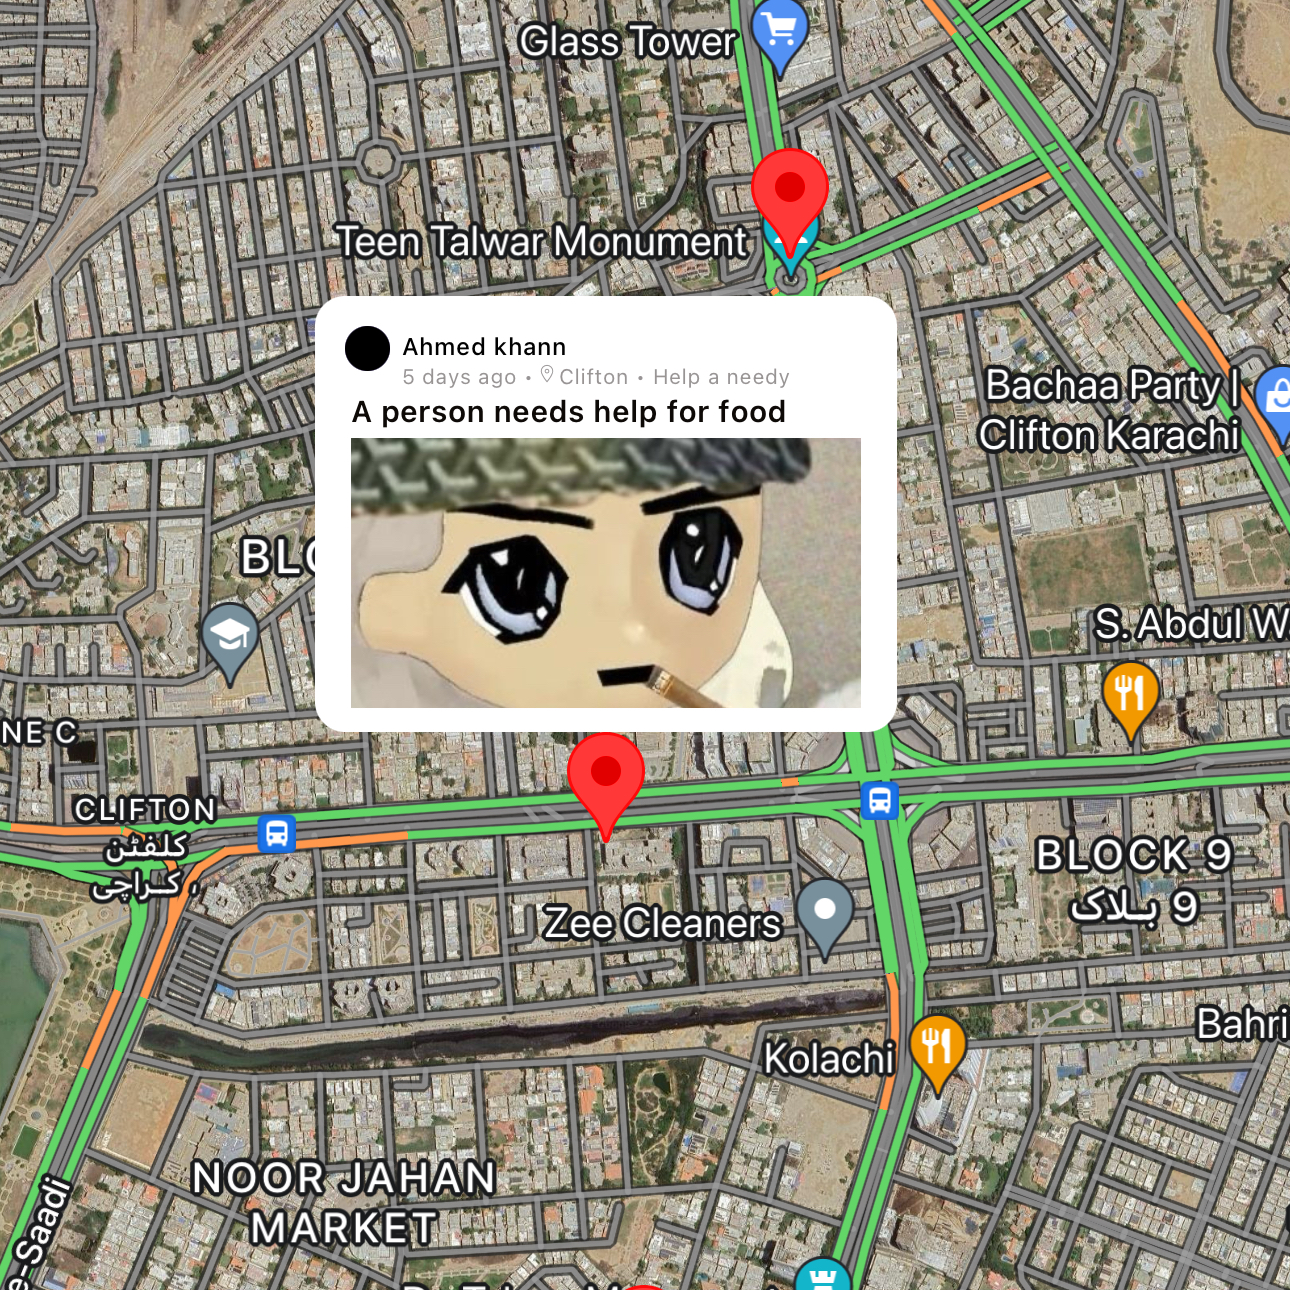 Glass Tower
Teen Talwar Monument
Ahmed khann
5 days ago • Clifton • Help a needy
A person needs help for food
Bachaa Party |
Clifton Karachi
BLO
S. Abdul W
NE C
CLIFTON
کلفٹن
، کراچی
BLOCK 9
بلاک 9
Zee Cleaners
Bahri
Kolachi
NOOR JAHAN
MARKET
e-Saadi